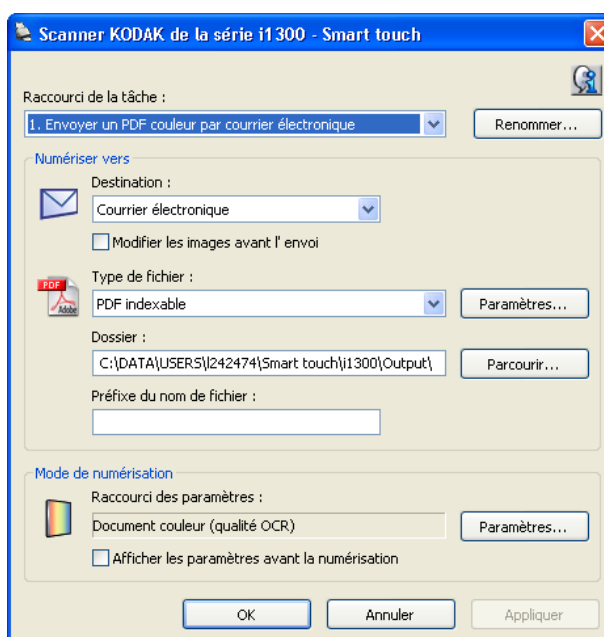 Scanner KODAK de la série i1300 - Smart touch
Raccourci de la tâche :
1. Envoyer un PDF couleur par courrier électronique
Renommer...
Numériser vers
Destination :
Courrier électronique
Modifier les images avant l' envoi
Type de fichier :
PDF
Adobe
PDF indexable
Paramètres...
Dossier :
C:\DATA\USERS\l242474\Smart touch\i1300\Output\
Parcourir...
Préfixe du nom de fichier :
Mode de numérisation
Raccourci des paramètres :
Document couleur (qualité OCR)
Paramètres...
Afficher les paramètres avant la numérisation
OK
Annuler
Appliquer